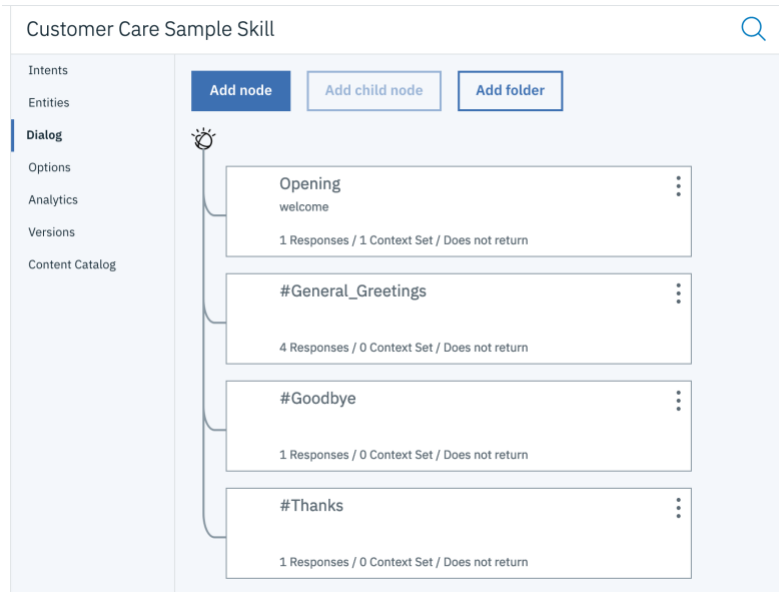 Customer Care Sample Skill
Intents
Entities
Dialog
Options
Analytics
Versions
Content Catalog
Add node
Add child node
Add folder
Opening
welcome
1 Responses / 1 Context Set / Does not return
#General_Greetings
4 Responses / 0 Context Set / Does not return
#Goodbye
1 Responses / 0 Context Set / Does not return
#Thanks
1 Responses / 0 Context Set / Does not return